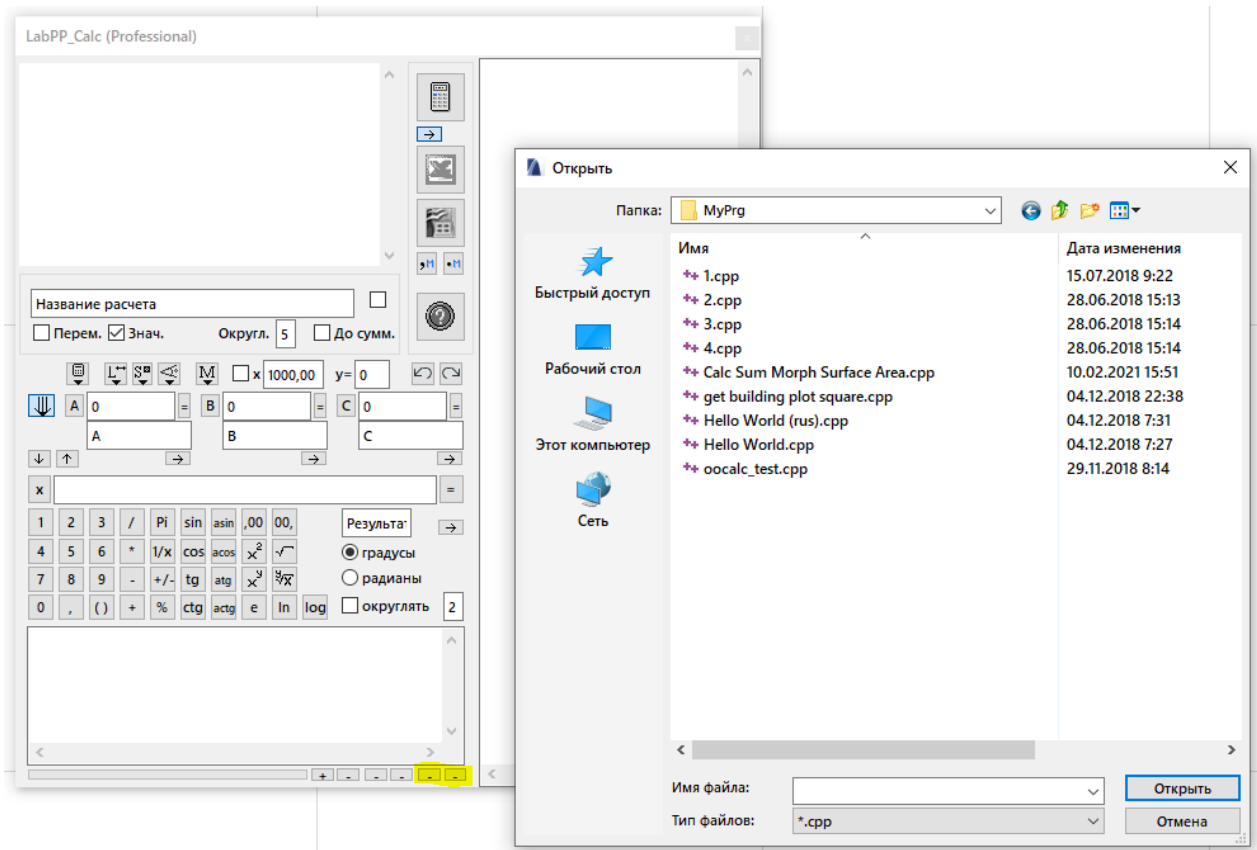 LabPP_Calc (Professional)
x
,M •M
Название расчета
Перем. Знач. Округл. 5 До сумм.
L S M x 1000,00 y= 0
A 0 = B 0 = C 0 =
A B C
x =
1 2 3 / Pi sin asin ,00 00, Результат
4 5 6 * 1/x cos acos x² √ градусы
7 8 9 - +/- tg atg xʸ ʸ√x радианы
0 , ( ) + % ctg actg e ln log округлять 2
+ - - - - -
Открыть
Папка: MyPrg
Быстрый доступ
Рабочий стол
Этот компьютер
Сеть
Имя Дата изменения
1.cpp 15.07.2018 9:22
2.cpp 28.06.2018 15:13
3.cpp 28.06.2018 15:14
4.cpp 28.06.2018 15:14
Calc Sum Morph Surface Area.cpp 10.02.2021 15:51
get building plot square.cpp 04.12.2018 22:38
Hello World (rus).cpp 04.12.2018 7:31
Hello World.cpp 04.12.2018 7:27
oocalc_test.cpp 29.11.2018 8:14
Имя файла: Открыть
Тип файлов: *.cpp Отмена